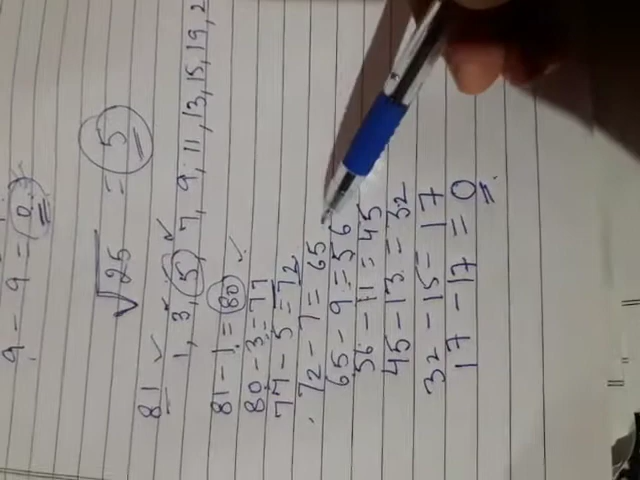 9 - 9 = 0
√25 = 5
81
1, 3, 5, 7, 9, 11, 13, 15, 19, 2
81 - 1 = 80
80 - 3 = 77
77 - 5 = 72
72 - 7 = 65
65 - 9 = 56
56 - 11 = 45
45 - 13 = 32
32 - 15 = 17
17 - 17 = 0